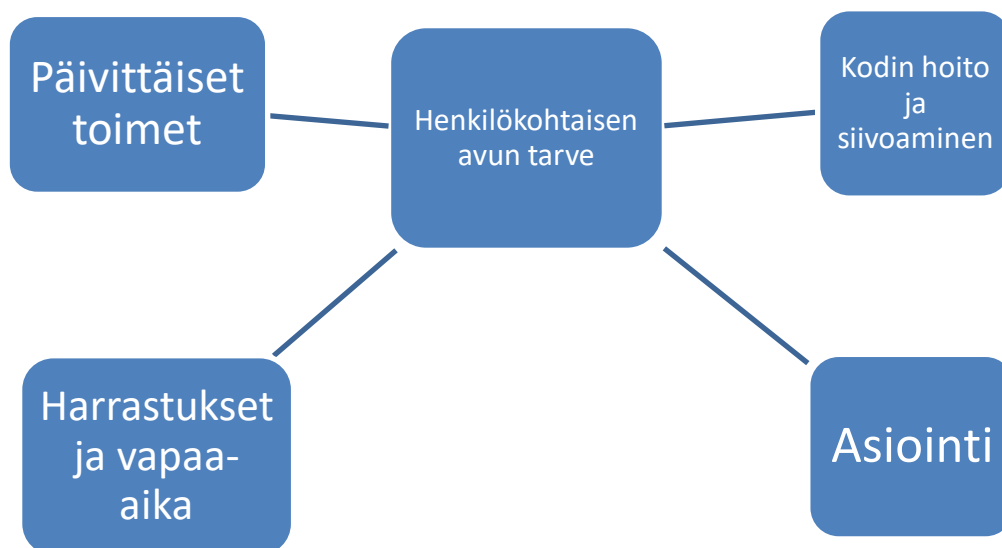 Päivittäiset
toimet
Henkilökohtaisen
avun tarve
Kodin hoito
ja
siivoaminen
Harrastukset
ja vapaa-
aika
Asiointi